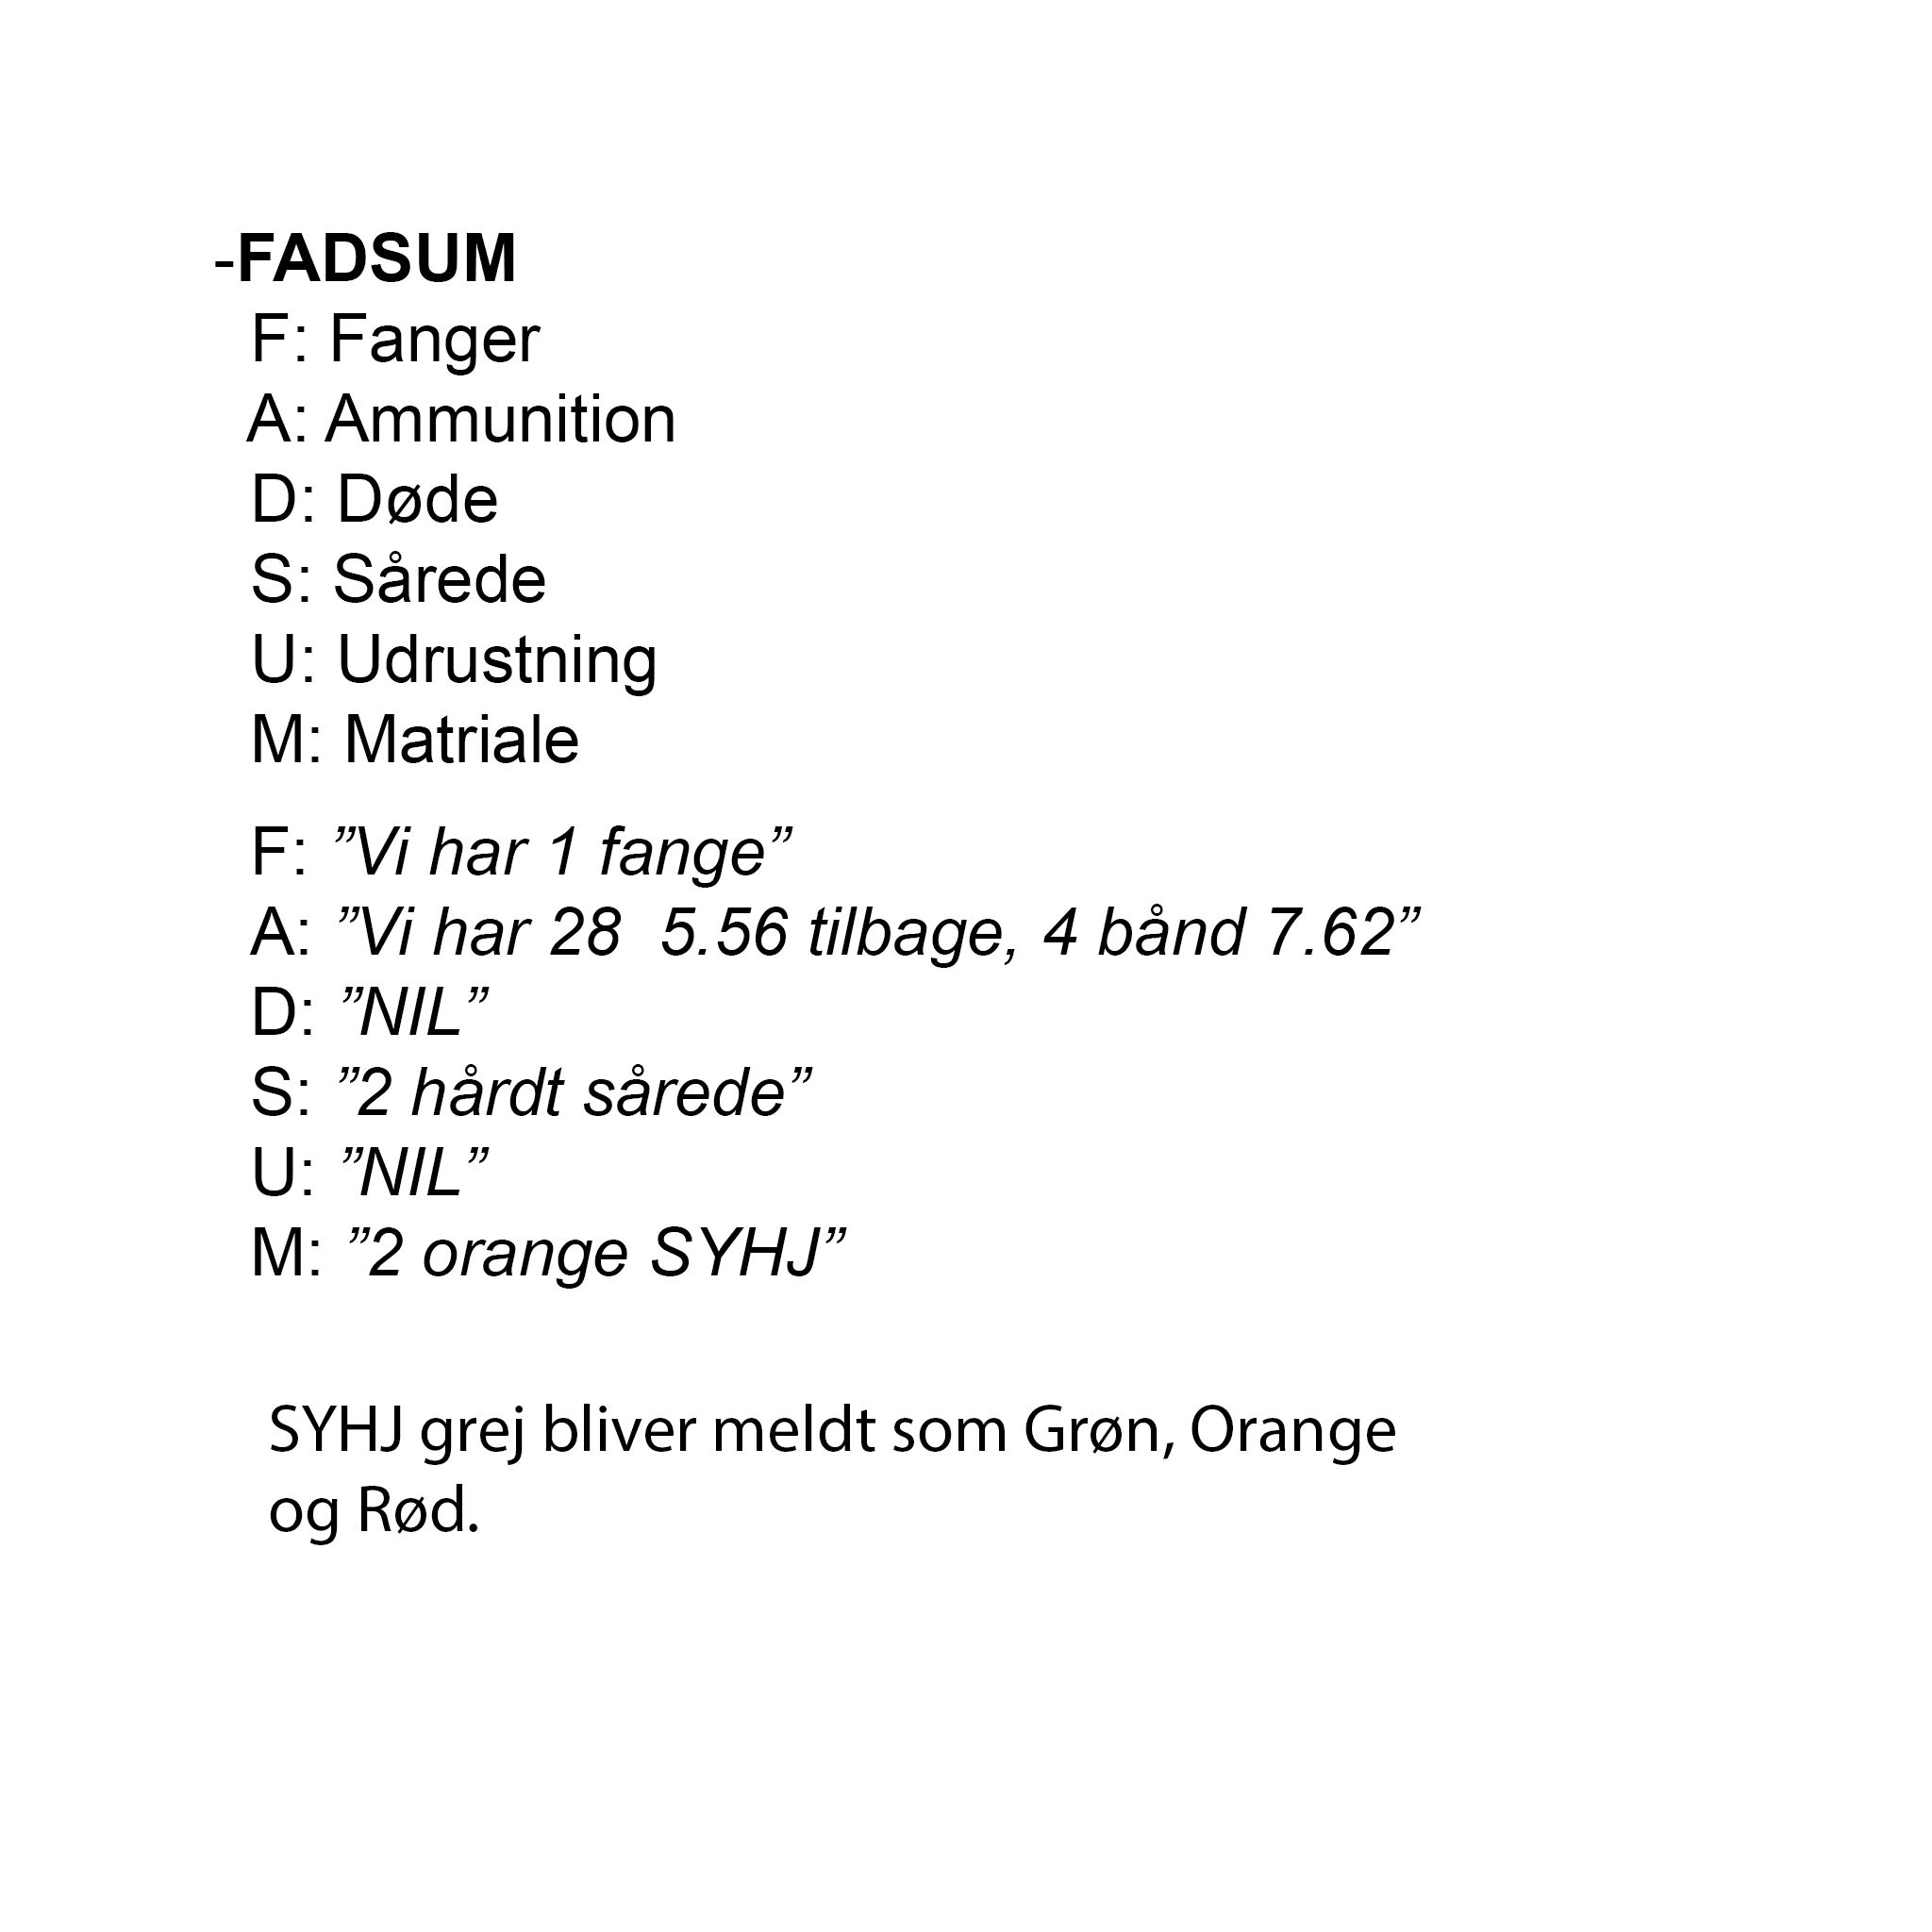 -FADSUM
F: Fanger
A: Ammunition
D: Døde
S: Sårede
U: Udrustning
M: Matriale
F: ”Vi har 1 fange”
A: ”Vi har 28  5.56 tilbage, 4 bånd 7.62”
D: ”NIL”
S: ”2 hårdt sårede”
U: ”NIL”
M: ”2 orange SYHJ”
SYHJ grej bliver meldt som Grøn, Orange
og Rød.